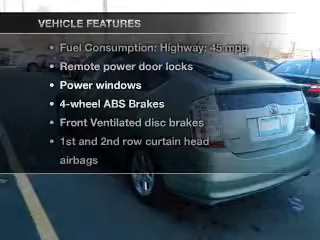 VEHICLE FEATURES
• Fuel Consumption: Highway: 45 mpg
• Remote power door locks
• Power windows
• 4-wheel ABS Brakes
• Front Ventilated disc brakes
• 1st and 2nd row curtain head
airbags